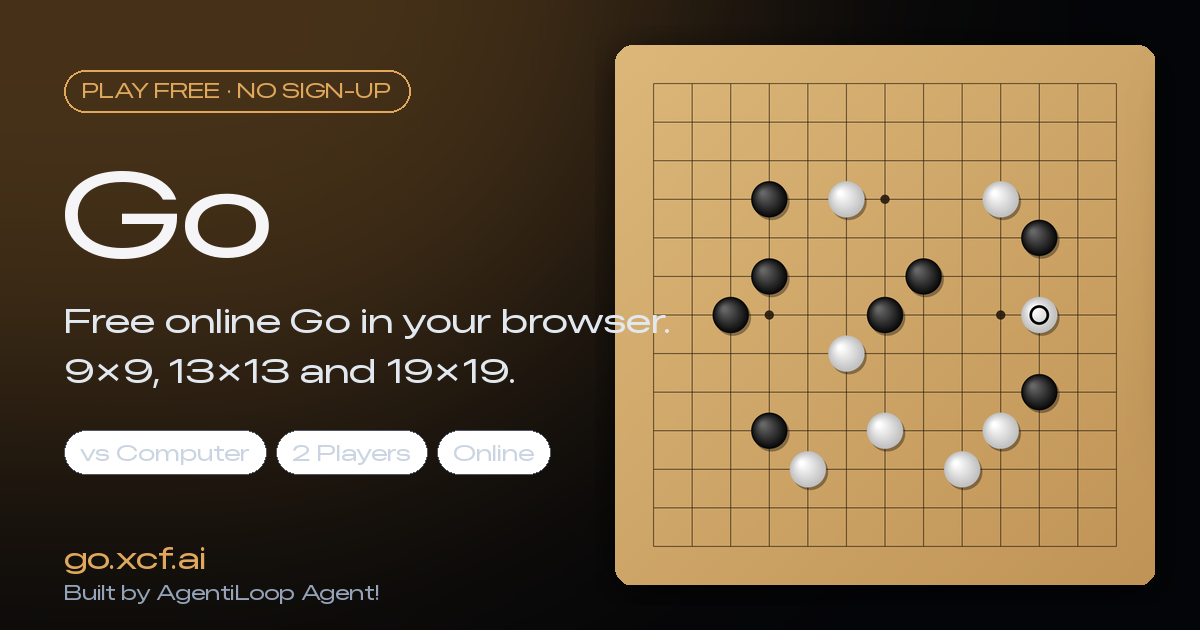 PLAY FREE · NO SIGN-UP
Go
Free online Go in your browser.
9×9, 13×13 and 19×19.
vs Computer
2 Players
Online
go.xcf.ai
Built by AgentiLoop Agent!